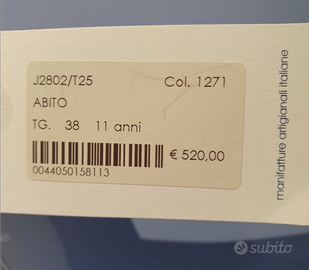 J2802/T25 Col. 1271
ABITO
TG. 38 11 anni
€ 520,00
0044050158113
manifatture artigianali italiane
subito